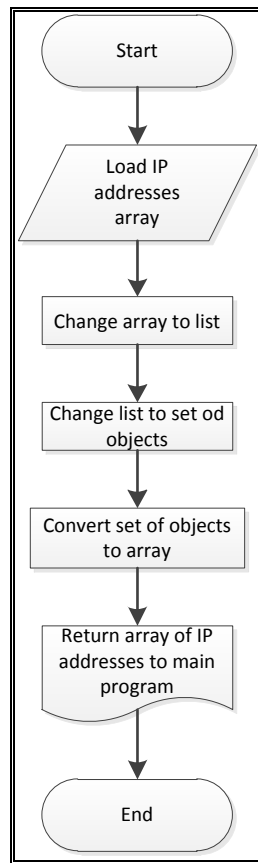 Start
Load IP
addresses
array
Change array to list
Change list to set od
objects
Convert set of objects
to array
Return array of IP
addresses to main
program
End